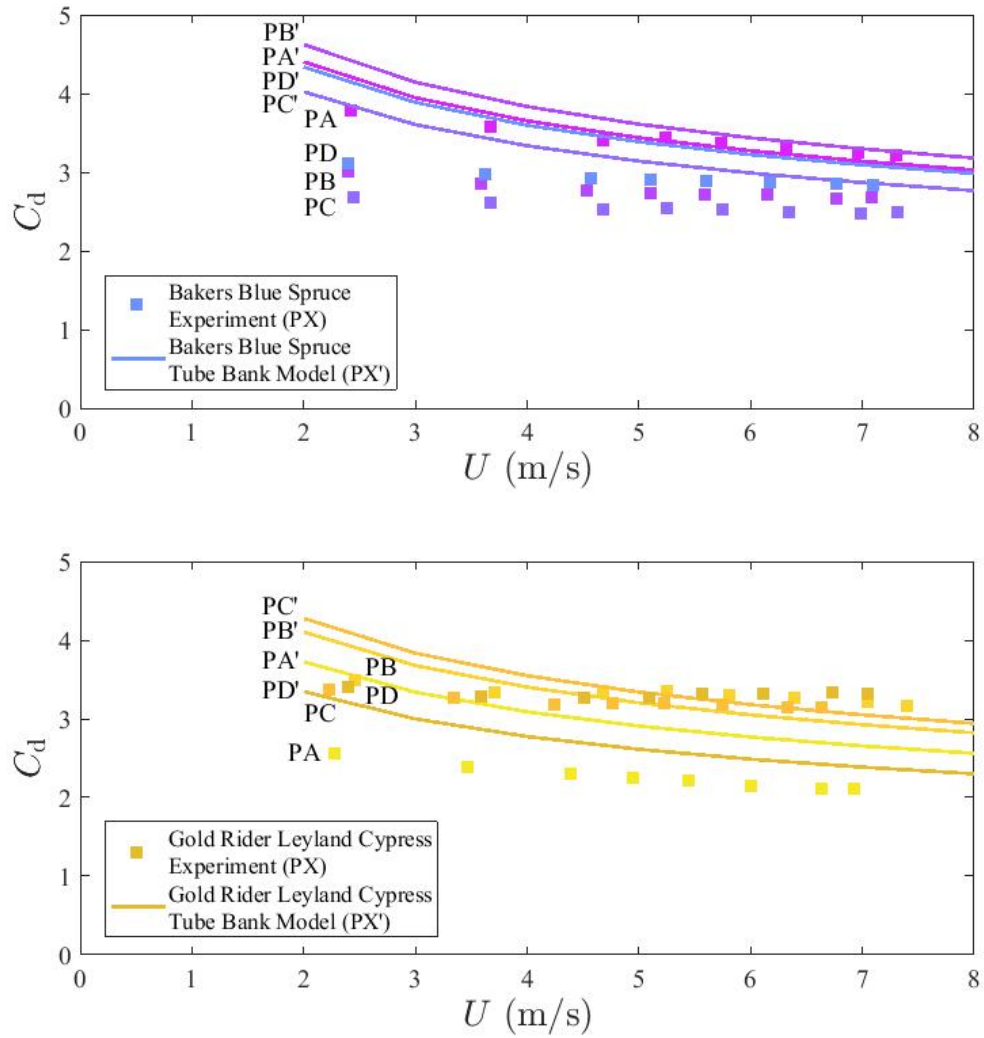 5
4
3
2
1
0
C_d
PB'
PA'
PD'
PC'
PA
PD
PB
PC
Bakers Blue Spruce
Experiment (PX)
Bakers Blue Spruce
Tube Bank Model (PX')
0 1 2 3 4 5 6 7 8
U (m/s)
5
4
3
2
1
0
C_d
PC'
PB'
PA'
PD'
PB
PD
PC
PA
Gold Rider Leyland Cypress
Experiment (PX)
Gold Rider Leyland Cypress
Tube Bank Model (PX')
0 1 2 3 4 5 6 7 8
U (m/s)